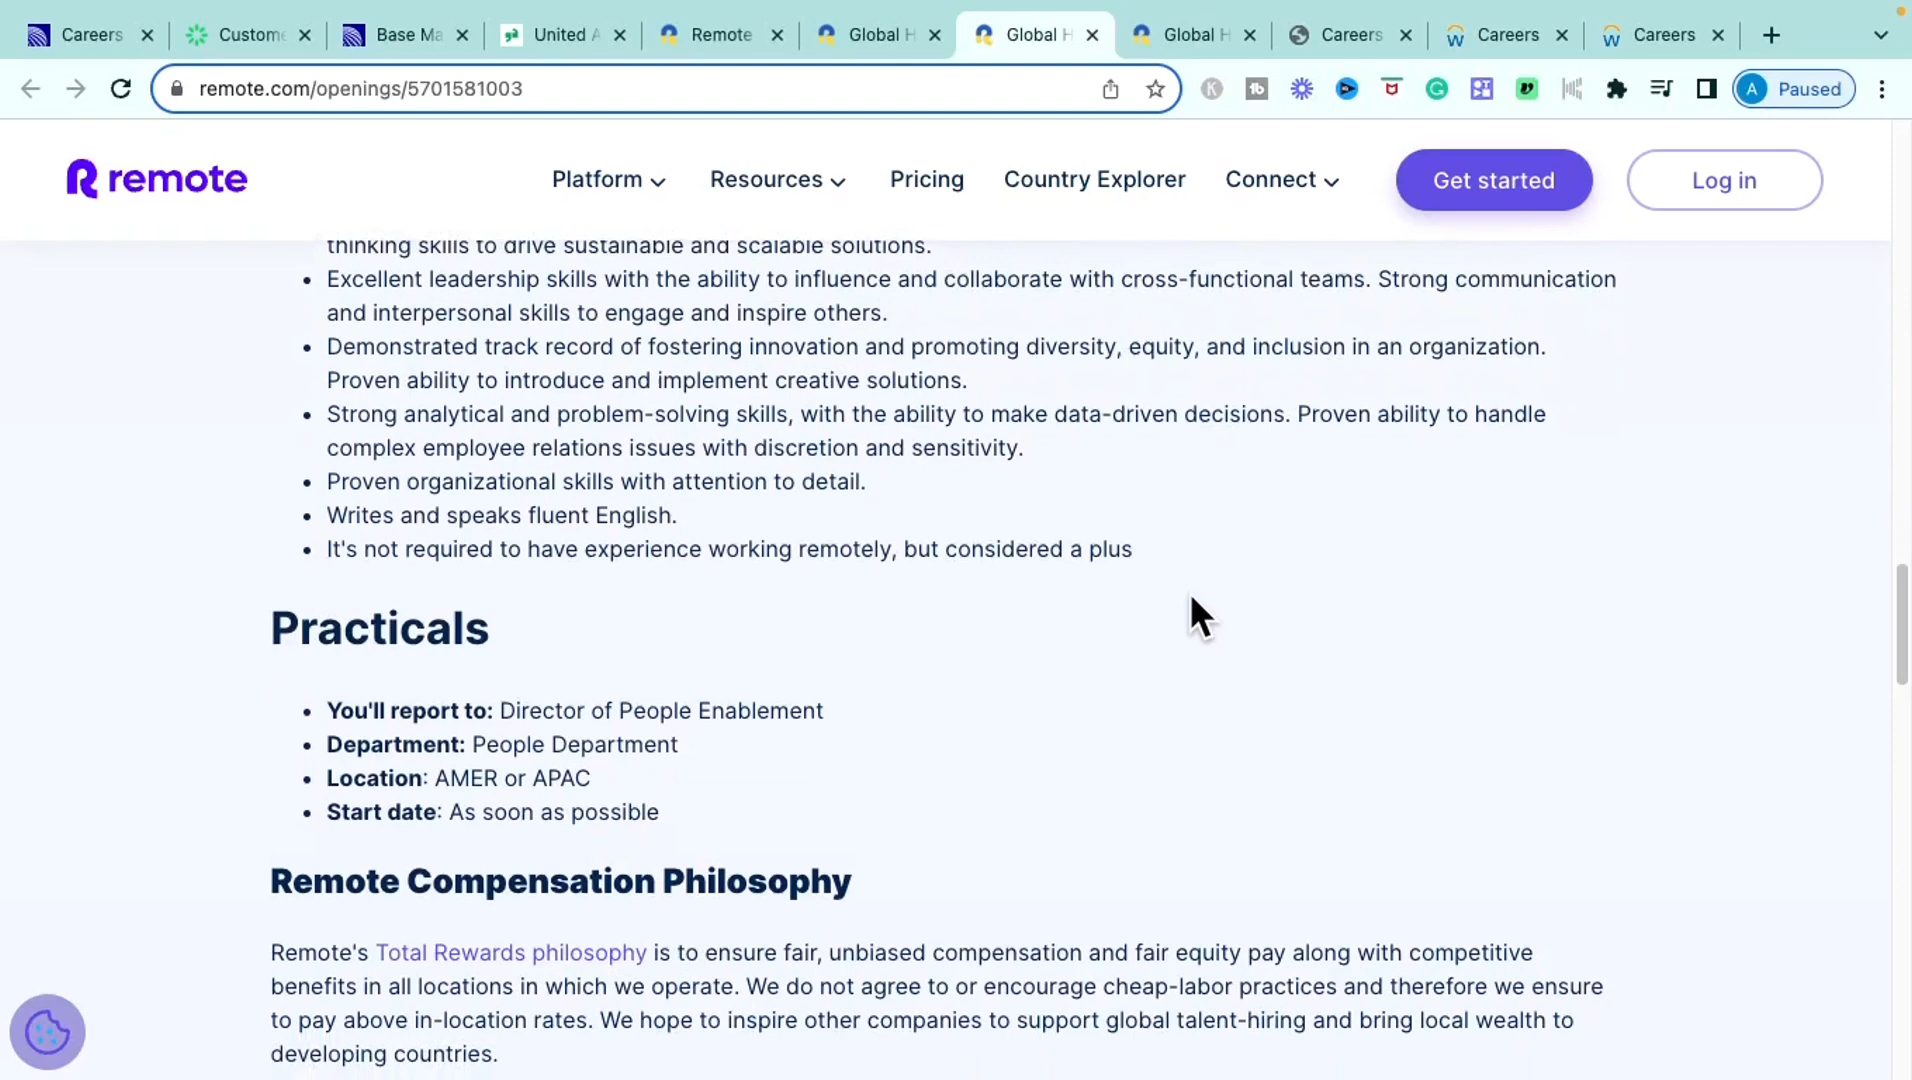 Careers
Custome
Base Ma
United A
Remote
Global H
Global H
Global H
Careers
Careers
Careers
remote.com/openings/5701581003
A Paused
remote
Platform
Resources
Pricing
Country Explorer
Connect
Get started
Log in
thinking skills to drive sustainable and scalable solutions.
• Excellent leadership skills with the ability to influence and collaborate with cross-functional teams. Strong communication
and interpersonal skills to engage and inspire others.
• Demonstrated track record of fostering innovation and promoting diversity, equity, and inclusion in an organization.
Proven ability to introduce and implement creative solutions.
• Strong analytical and problem-solving skills, with the ability to make data-driven decisions. Proven ability to handle
complex employee relations issues with discretion and sensitivity.
• Proven organizational skills with attention to detail.
• Writes and speaks fluent English.
• It's not required to have experience working remotely, but considered a plus
Practicals
• You'll report to: Director of People Enablement
• Department: People Department
• Location: AMER or APAC
• Start date: As soon as possible
Remote Compensation Philosophy
Remote's Total Rewards philosophy is to ensure fair, unbiased compensation and fair equity pay along with competitive
benefits in all locations in which we operate. We do not agree to or encourage cheap-labor practices and therefore we ensure
to pay above in-location rates. We hope to inspire other companies to support global talent-hiring and bring local wealth to
developing countries.